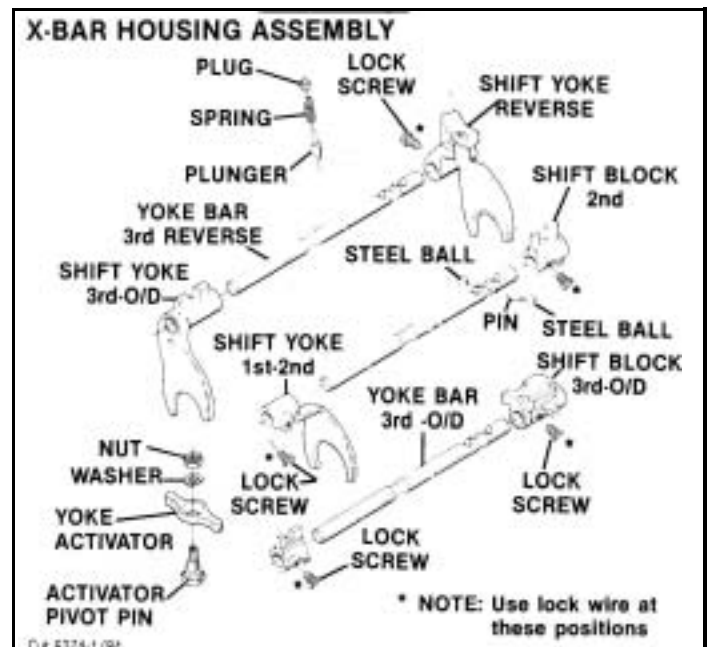 X-BAR HOUSING ASSEMBLY
PLUG
SPRING
PLUNGER
LOCK
SCREW
*
SHIFT YOKE
REVERSE
SHIFT BLOCK
2nd
*
YOKE BAR
3rd REVERSE
STEEL BALL
PIN
STEEL BALL
SHIFT YOKE
3rd-O/D
SHIFT YOKE
1st-2nd
YOKE BAR
3rd -O/D
SHIFT BLOCK
3rd-O/D
*
LOCK
SCREW
NUT
WASHER
YOKE
ACTIVATOR
ACTIVATOR
PIVOT PIN
*
LOCK
SCREW
*
LOCK
SCREW
* NOTE: Use lock wire at
these positions